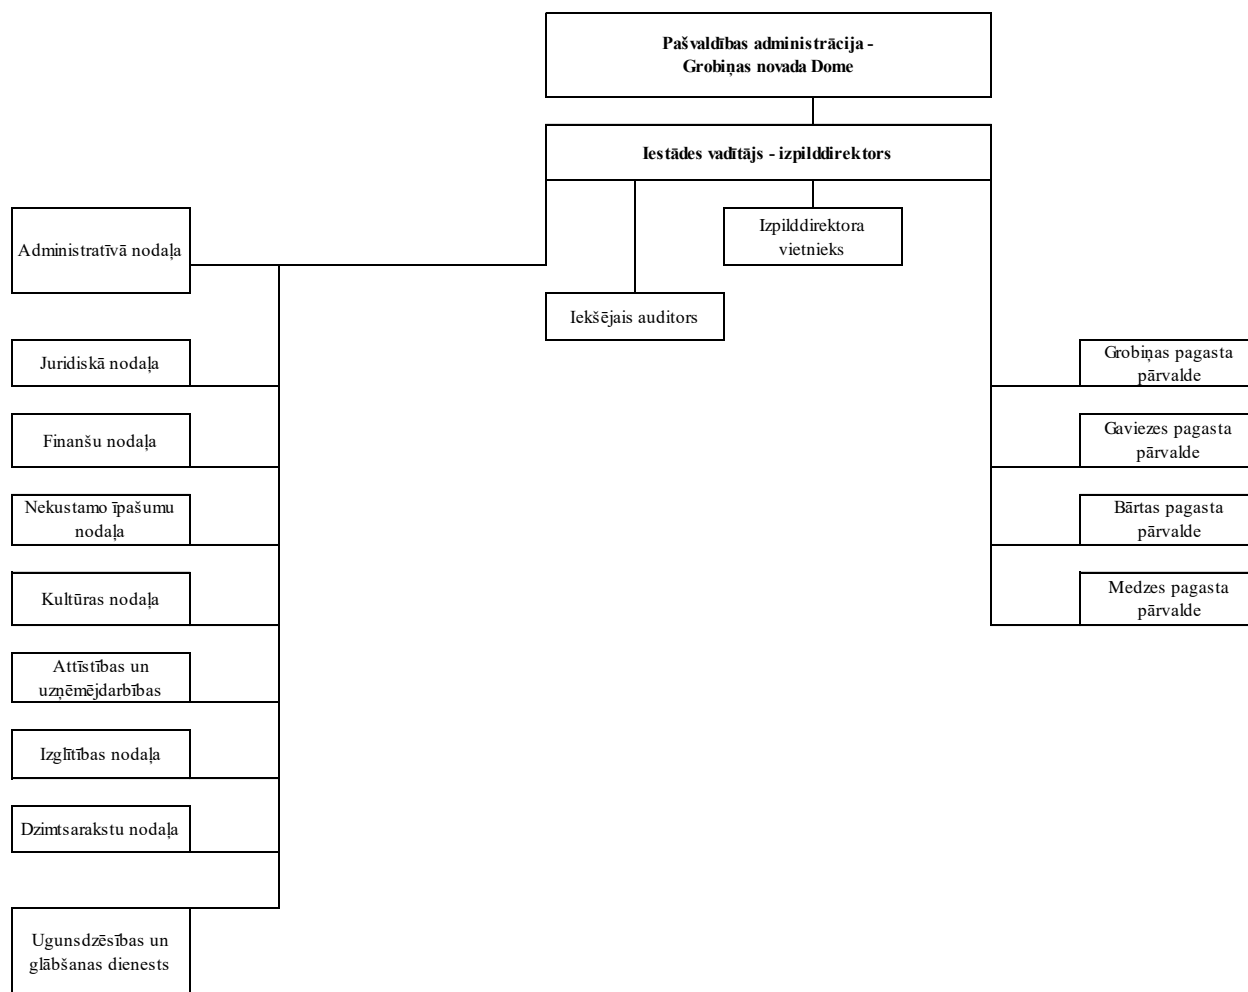 Pašvaldības administrācija -
Grobiņas novada Dome
Iestādes vadītājs - izpilddirektors
Administratīvā nodaļa
Izpilddirektora
vietnieks
Iekšējais auditors
Juridiskā nodaļa
Grobiņas pagasta
pārvalde
Finanšu nodaļa
Gaviezes pagasta
pārvalde
Nekustamo īpašumu
nodaļa
Bārtas pagasta
pārvalde
Kultūras nodaļa
Medzes pagasta
pārvalde
Attīstības un
uzņēmējdarbības
Izglītības nodaļa
Dzimtsarakstu nodaļa
Ugunsdzēsības un
glābšanas dienests